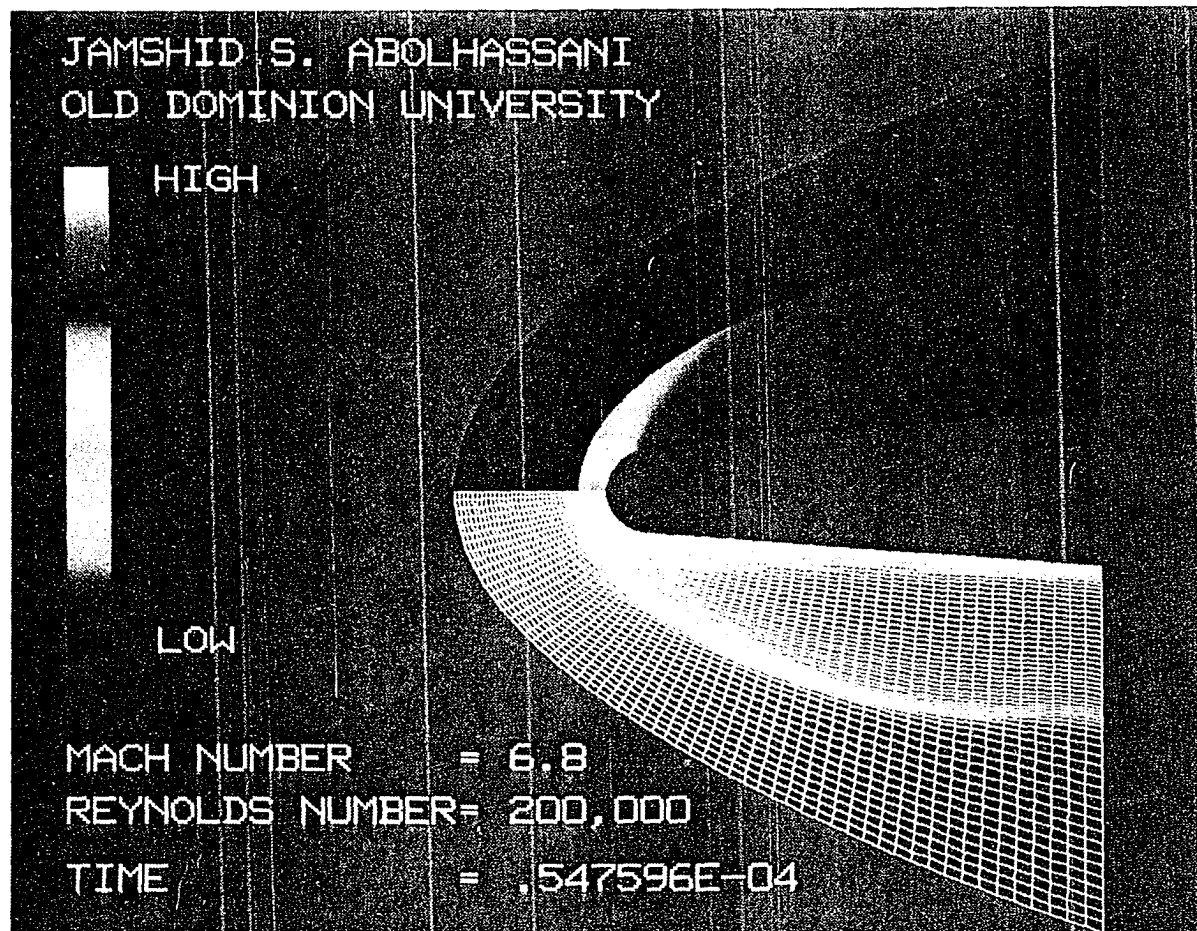 JAMSHID S. ABOLHASSANI
OLD DOMINION UNIVERSITY
HIGH
LOW
MACH NUMBER = 6.8
REYNOLDS NUMBER= 200,000
TIME = .547596E-04